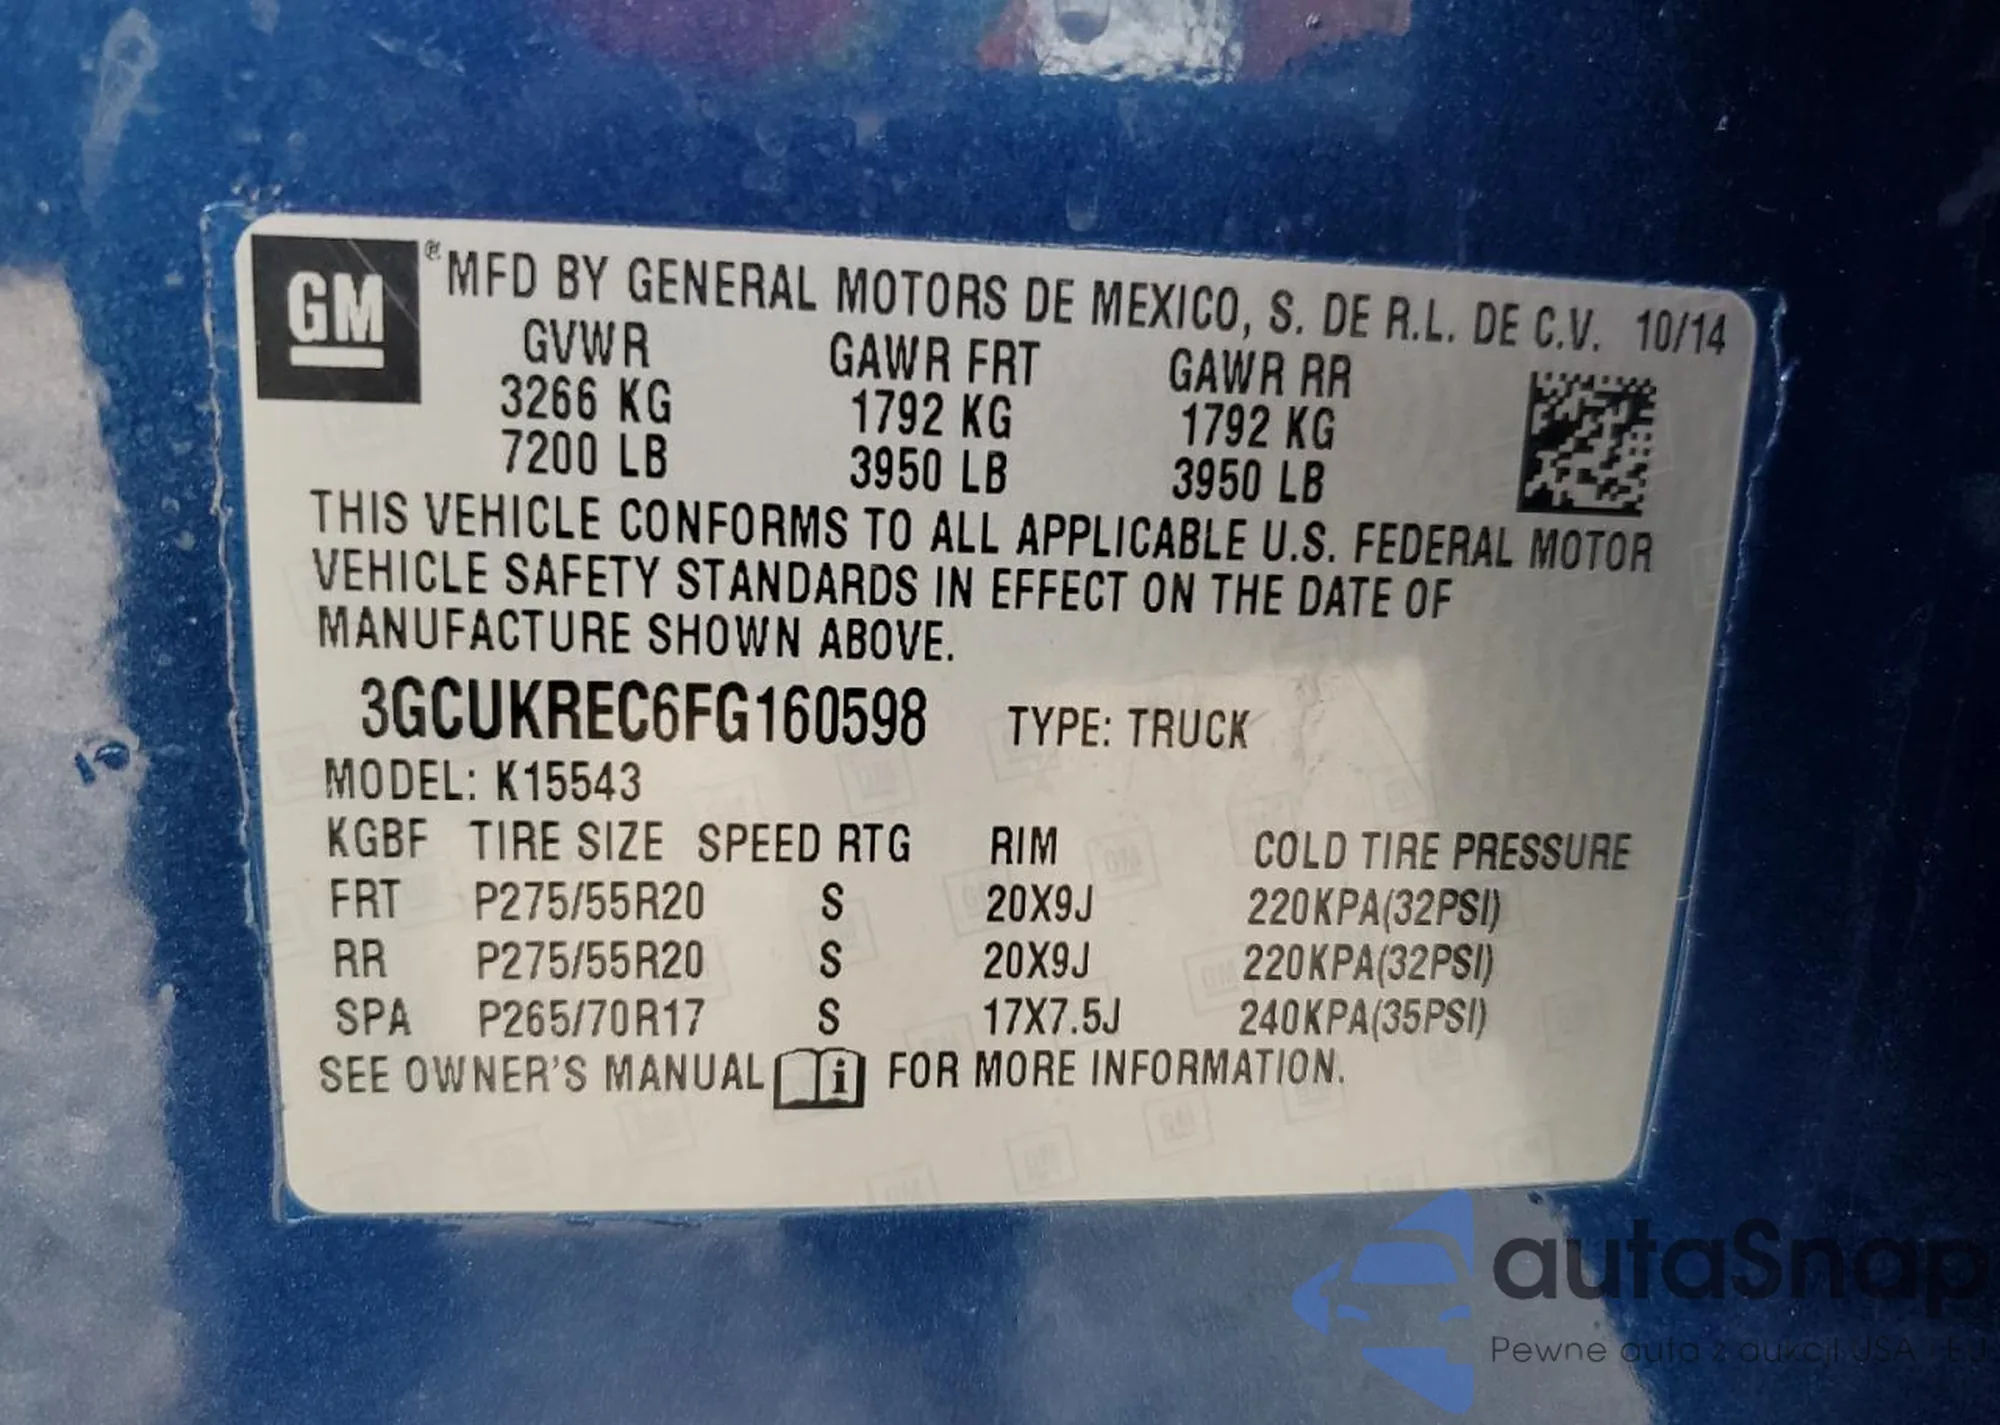 GM ® MFD BY GENERAL MOTORS DE MEXICO, S. DE R.L. DE C.V. 10/14
GVWR GAWR FRT GAWR RR
3266 KG 1792 KG 1792 KG
7200 LB 3950 LB 3950 LB
THIS VEHICLE CONFORMS TO ALL APPLICABLE U.S. FEDERAL MOTOR
VEHICLE SAFETY STANDARDS IN EFFECT ON THE DATE OF
MANUFACTURE SHOWN ABOVE.
3GCUKREC6FG160598 TYPE: TRUCK
MODEL: K15543
KGBF TIRE SIZE SPEED RTG RIM COLD TIRE PRESSURE
FRT P275/55R20 S 20X9J 220KPA(32PSI)
RR P275/55R20 S 20X9J 220KPA(32PSI)
SPA P265/70R17 S 17X7.5J 240KPA(35PSI)
SEE OWNER'S MANUAL i FOR MORE INFORMATION.
autaSnap
Pewne auta z aukcji USA